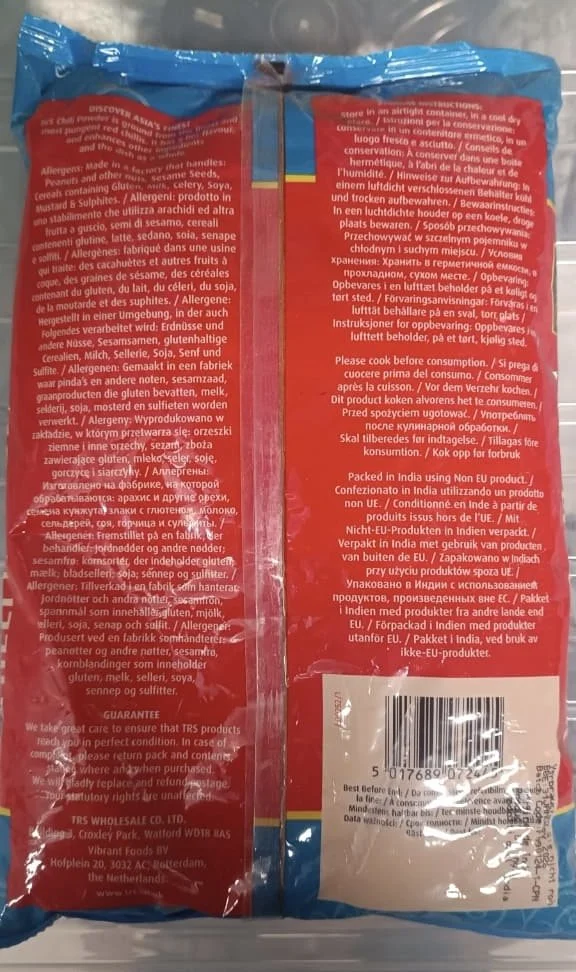 DISCOVER ASIA'S FINEST
TRS Chilli Powder is ground from the finest and
most pungent red chillis. It has a hot flavour,
and enhances other ingredients
and the dish as a whole.
Allergens: Made in a factory that handles:
Peanuts and other nuts, Sesame Seeds,
Cereals containing Gluten, Milk, Celery, Soya,
Mustard & Sulphites. / Allergeni: prodotto in
uno stabilimento che utilizza arachidi ed altra
frutta a guscio, semi di sesamo, cereali
contenenti glutine, latte, sedano, soia, senape
e solfiti. / Allergènes: fabriqué dans une usine
qui traite: des cacahuètes et autres fruits à
coque, des graines de sésame, des céréales
contenant du gluten, du lait, du céleri, du soja,
de la moutarde et des suphites. / Allergene:
Hergestellt in einer Umgebung, in der auch
Folgendes verarbeitet wird: Erdnüsse und
andere Nüsse, Sesamsamen, glutenhaltige
Cerealien, Milch, Sellerie, Soja, Senf und
Sulfite. / Allergenen: Gemaakt in een fabriek
waar pinda's en andere noten, sesamzaad,
graanproducten die gluten bevatten, melk,
selderij, soja, mosterd en sulfieten worden
verwerkt. / Alergeny: Wyprodukowano w
zakładzie, w którym przetwarza się: orzeszki
ziemne i inne orzechy, sezam, zboża
zawierające gluten, mleko, seler, soję,
gorczycę i siarczyny. / Аллергены:
Изготовлено на фабрике, на которой
обрабатываются: арахис и другие орехи,
семена кунжута, злаки с глютеном, молоко,
сельдерей, соя, горчица и сульфиты. /
Allergener: Fremstillet på en fabrik, der
behandler: Jordnødder og andre nødder;
sesamfrø: kornsorter, der indeholder gluten;
mælk; bladselleri; soja; sennep og sulfitter. /
Allergener: Tillverkad i en fabrik som hanterar:
Jordnötter och andra nötter, sesamfrön,
spannmål som innehåller gluten, mjölk,
selleri, soja, senap och sulfit. / Allergener:
Produsert ved en fabrikk som håndterer:
peanøtter og andre nøtter, sesamfrø,
kornblandinger som inneholder
gluten, melk, selleri, soya,
sennep og sulfitter.
GUARANTEE
We take great care to ensure that TRS products
reach you in perfect condition. In case of
complaint, please return pack and contents
stating where and when purchased.
We will gladly replace and refund postage.
Your statutory rights are unaffected.
TRS WHOLESALE CO. LTD.
Building 3, Croxley Park, Watford WD18 8AS
Vibrant Foods BV
Hofplein 20, 3032 AC, Rotterdam,
the Netherlands
INSTRUCTIONS:
Store in an airtight container, in a cool dry
place. / Istruzioni per la conservazione:
conservare in un contenitore ermetico, in un
luogo fresco e asciutto. / Conseils de
conservation: À conserver dans une boîte
hermétique, à l'abri de la chaleur et de
l'humidité. / Hinweise zur Aufbewahrung: In
einem luftdicht verschlossenen Behälter kühl
und trocken aufbewahren. / Bewaarinstructies:
In een luchtdichte houder op een koele, droge
plaats bewaren. / Sposób przechowywania:
Przechowywać w szczelnym pojemniku w
chłodnym i suchym miejscu. / Условия
хранения: Хранить в герметичной емкости, в
прохладном, сухом месте. / Opbevaring:
Opbevares i en lufttæt beholder på et køligt og
tørt sted. / Förvaringsanvisningar: Förvaras i en
lufttät behållare på en sval, torr plats /
Instruksjoner for oppbevaring: Oppbevares i en
lufttett beholder, på et tørt, kjølig sted.
Please cook before consumption. / Si prega di
cuocere prima del consumo. / Consommer
après la cuisson. / Vor dem Verzehr kochen. /
Dit product koken alvorens het te consumeren. /
Przed spożyciem ugotować. / Употреблять
после кулинарной обработки. /
Skal tilberedes før indtagelse. / Tillagas före
konsumtion. / Kok opp før forbruk
Packed in India using Non EU product. /
Confezionato in India utilizzando un prodotto
non UE. / Conditionné en Inde à partir de
produits issus hors de l'UE. / Mit
Nicht-EU-Produkten in Indien verpackt. /
Verpakt in India met gebruik van producten
van buiten de EU. / Zapakowano w Indiach
przy użyciu produktów spoza UE. /
Упаковано в Индии с использованием
продуктов, произведенных вне ЕС. / Pakket
i Indien med produkter fra andre lande end
EU. / Förpackad i Indien med produkter
utanför EU. / Pakket i India, ved bruk av
ikke-EU-produkter.
5 017689 07247
Best Before End: / Da
la fine: / À
Mindestens haltbar bis: / Ten minste houdbaar
Data ważności: / Срок годности: / Mindst